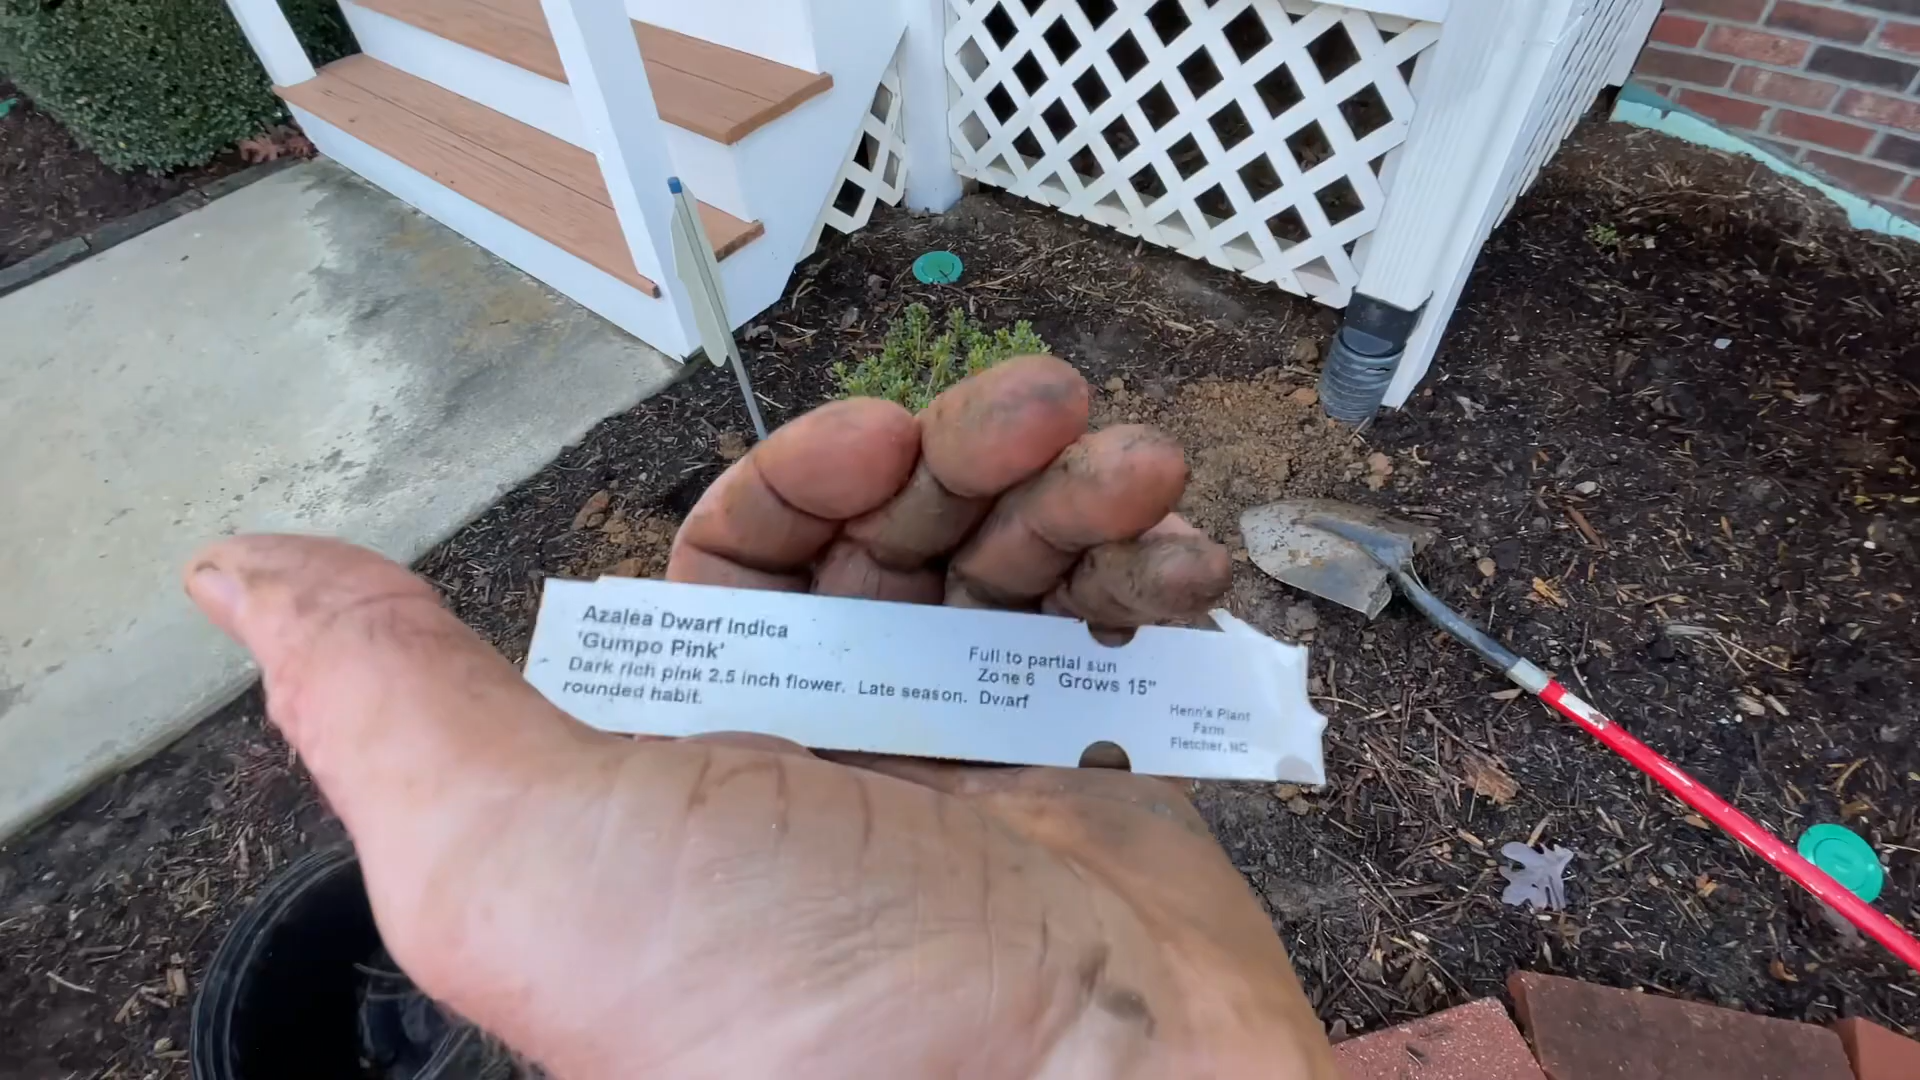 Azalea Dwarf Indica
'Gumpo Pink'
Dark rich pink 2.5 inch flower. Late season. Dwarf
rounded habit.
Full to partial sun
Zone 6 Grows 15"
Henn's Plant
Farm
Fletcher, NC